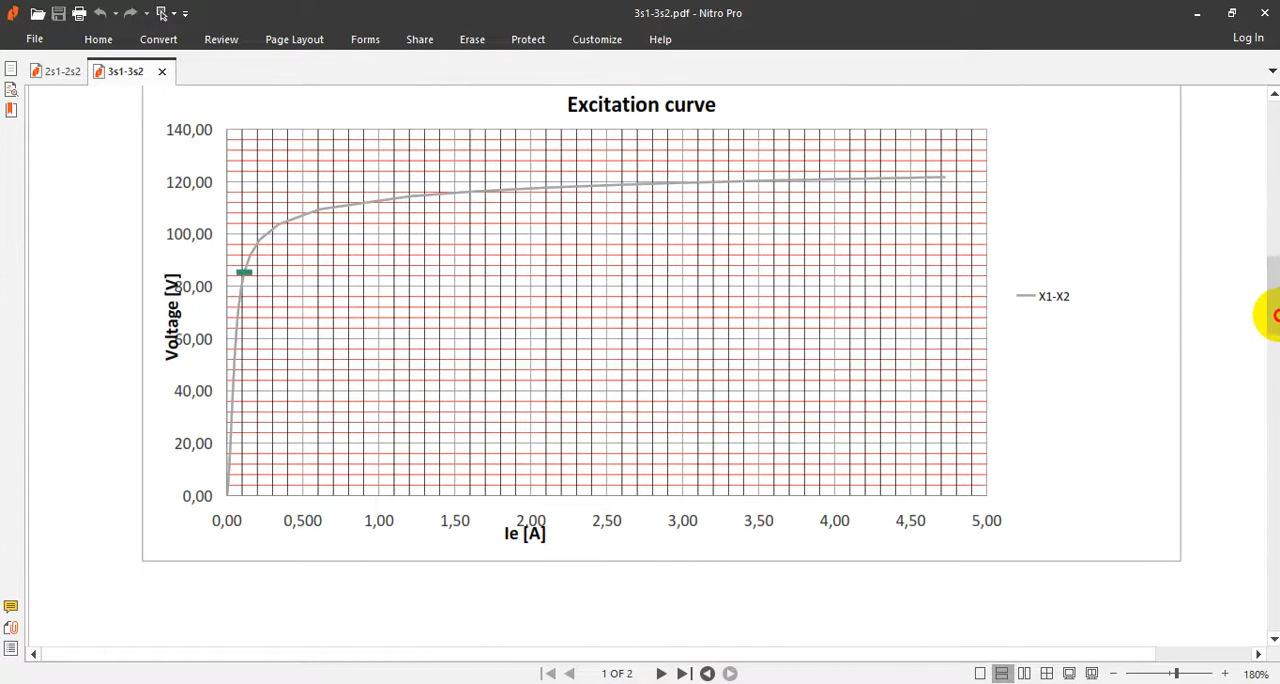 3s1-3s2.pdf - Nitro Pro
File Home Convert Review Page Layout Forms Share Erase Protect Customize Help Log In
2s1-2s2 3s1-3s2
Excitation curve
140,00
120,00
100,00
80,00
60,00
40,00
20,00
0,00
Voltage [V]
X1-X2
0,00 0,500 1,00 1,50 2,00 2,50 3,00 3,50 4,00 4,50 5,00
Ie [A]
1 OF 2
180%